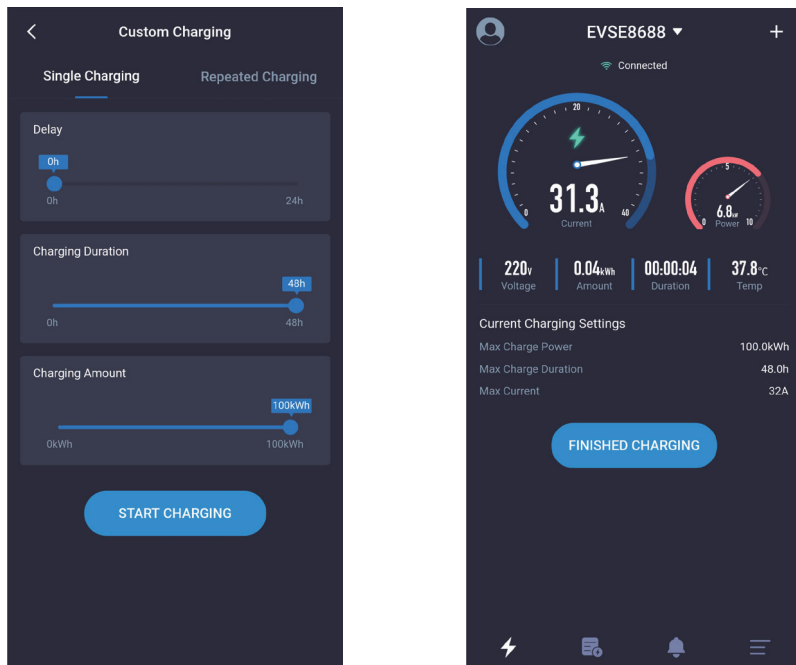 Custom Charging
Single Charging Repeated Charging
Delay
0h
0h 24h
Charging Duration
48h
0h 48h
Charging Amount
100kWh
0kWh 100kWh
START CHARGING
EVSE8688 ▼ +
Connected
20
31.3A
0 40
Current
5
6.8kW
0 Power 10
220V 0.04kWh 00:00:04 37.8°C
Voltage Amount Duration Temp
Current Charging Settings
Max Charge Power 100.0kWh
Max Charge Duration 48.0h
Max Current 32A
FINISHED CHARGING